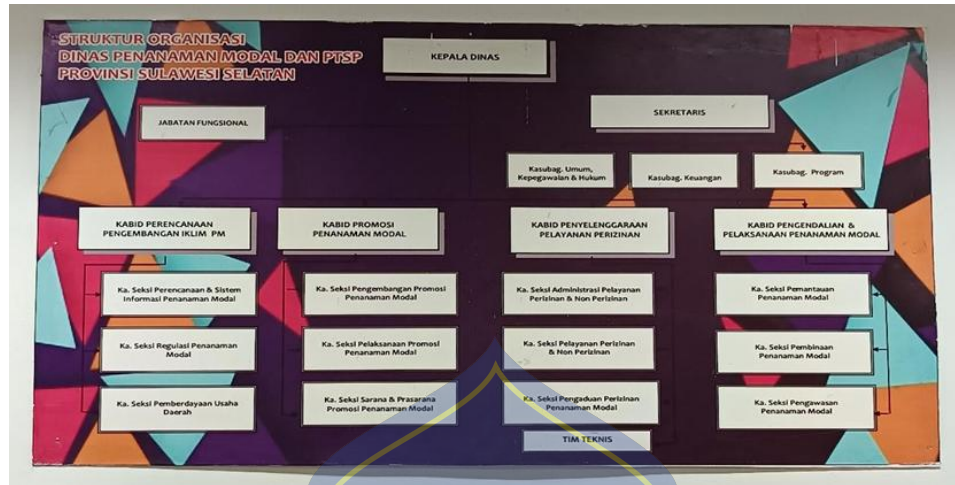 STRUKTUR ORGANISASI
DINAS PENANAMAN MODAL DAN PTSP
PROVINSI SULAWESI SELATAN
KEPALA DINAS
JABATAN FUNGSIONAL
SEKRETARIS
Kasubag. Umum,
Kepegawaian & Hukum
Kasubag. Keuangan
Kasubag. Program
KABID PERENCANAAN
PENGEMBANGAN IKLIM PM
KABID PROMOSI
PENANAMAN MODAL
KABID PENYELENGGARAAN
PELAYANAN PERIZINAN
KABID PENGENDALIAN &
PELAKSANAAN PENANAMAN MODAL
Ka. Seksi Perencanaan & Sistem
Informasi Penanaman Modal
Ka. Seksi Pengembangan Promosi
Penanaman Modal
Ka. Seksi Administrasi Pelayanan
Perizinan & Non Perizinan
Ka. Seksi Pemantauan
Penanaman Modal
Ka. Seksi Regulasi Penanaman
Modal
Ka. Seksi Pelaksanaan Promosi
Penanaman Modal
Ka. Seksi Pelayanan Perizinan
& Non Perizinan
Ka. Seksi Pembinaan
Penanaman Modal
Ka. Seksi Pemberdayaan Usaha
Daerah
Ka. Seksi Sarana & Prasarana
Promosi Penanaman Modal
Ka. Seksi Pengaduan Perizinan
Penanaman Modal
Ka. Seksi Pengawasan
Penanaman Modal
TIM TEKNIS